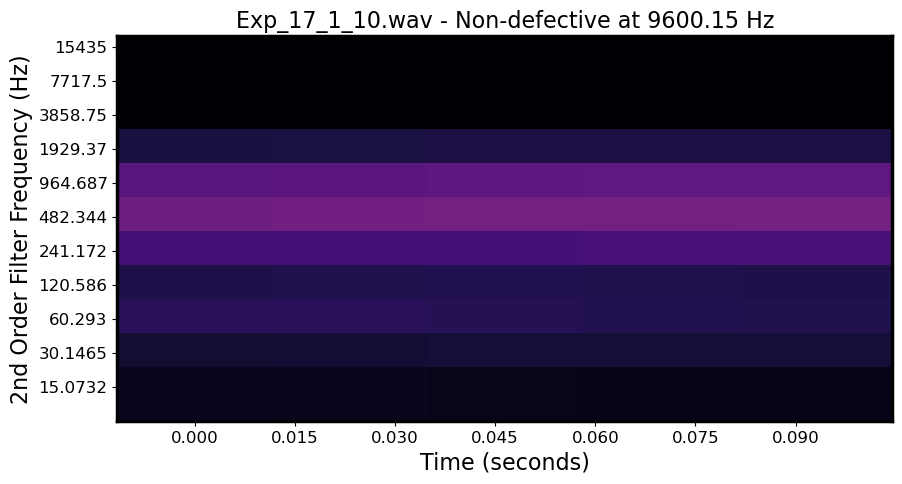 Exp_17_1_10.wav - Non-defective at 9600.15 Hz
2nd Order Filter Frequency (Hz)
15435
7717.5
3858.75
1929.37
964.687
482.344
241.172
120.586
60.293
30.1465
15.0732
0.000 0.015 0.030 0.045 0.060 0.075 0.090
Time (seconds)